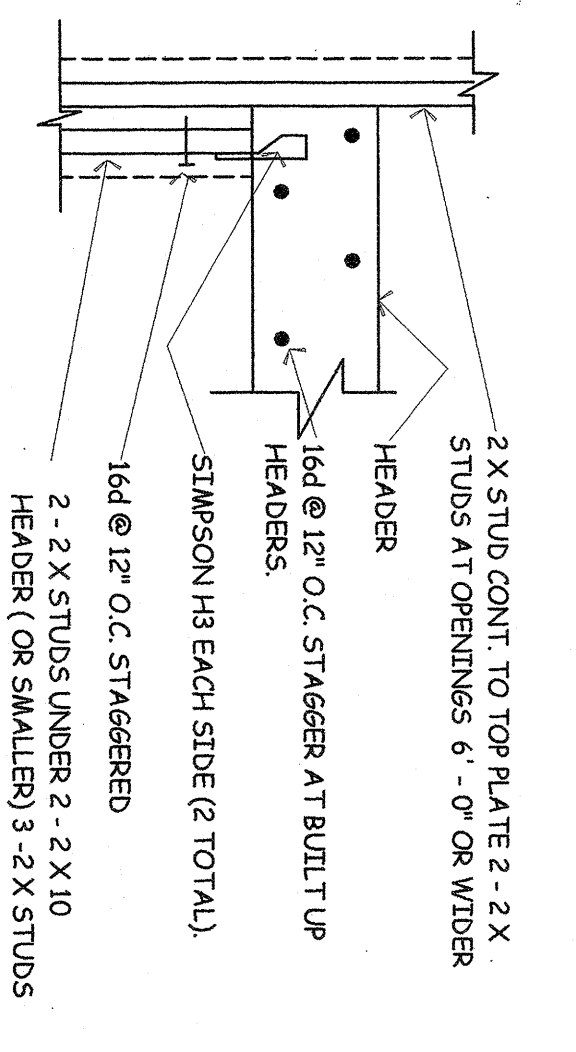 2 X STUD CONT. TO TOP PLATE 2 - 2 X
STUDS AT OPENINGS 6' - 0" OR WIDER
HEADER
16d @ 12" O.C. STAGGER AT BUILT UP
HEADERS.
SIMPSON H3 EACH SIDE (2 TOTAL).
16d @ 12" O.C. STAGGERED
2 - 2 X STUDS UNDER 2 - 2 X 10
HEADER ( OR SMALLER) 3 -2 X STUDS